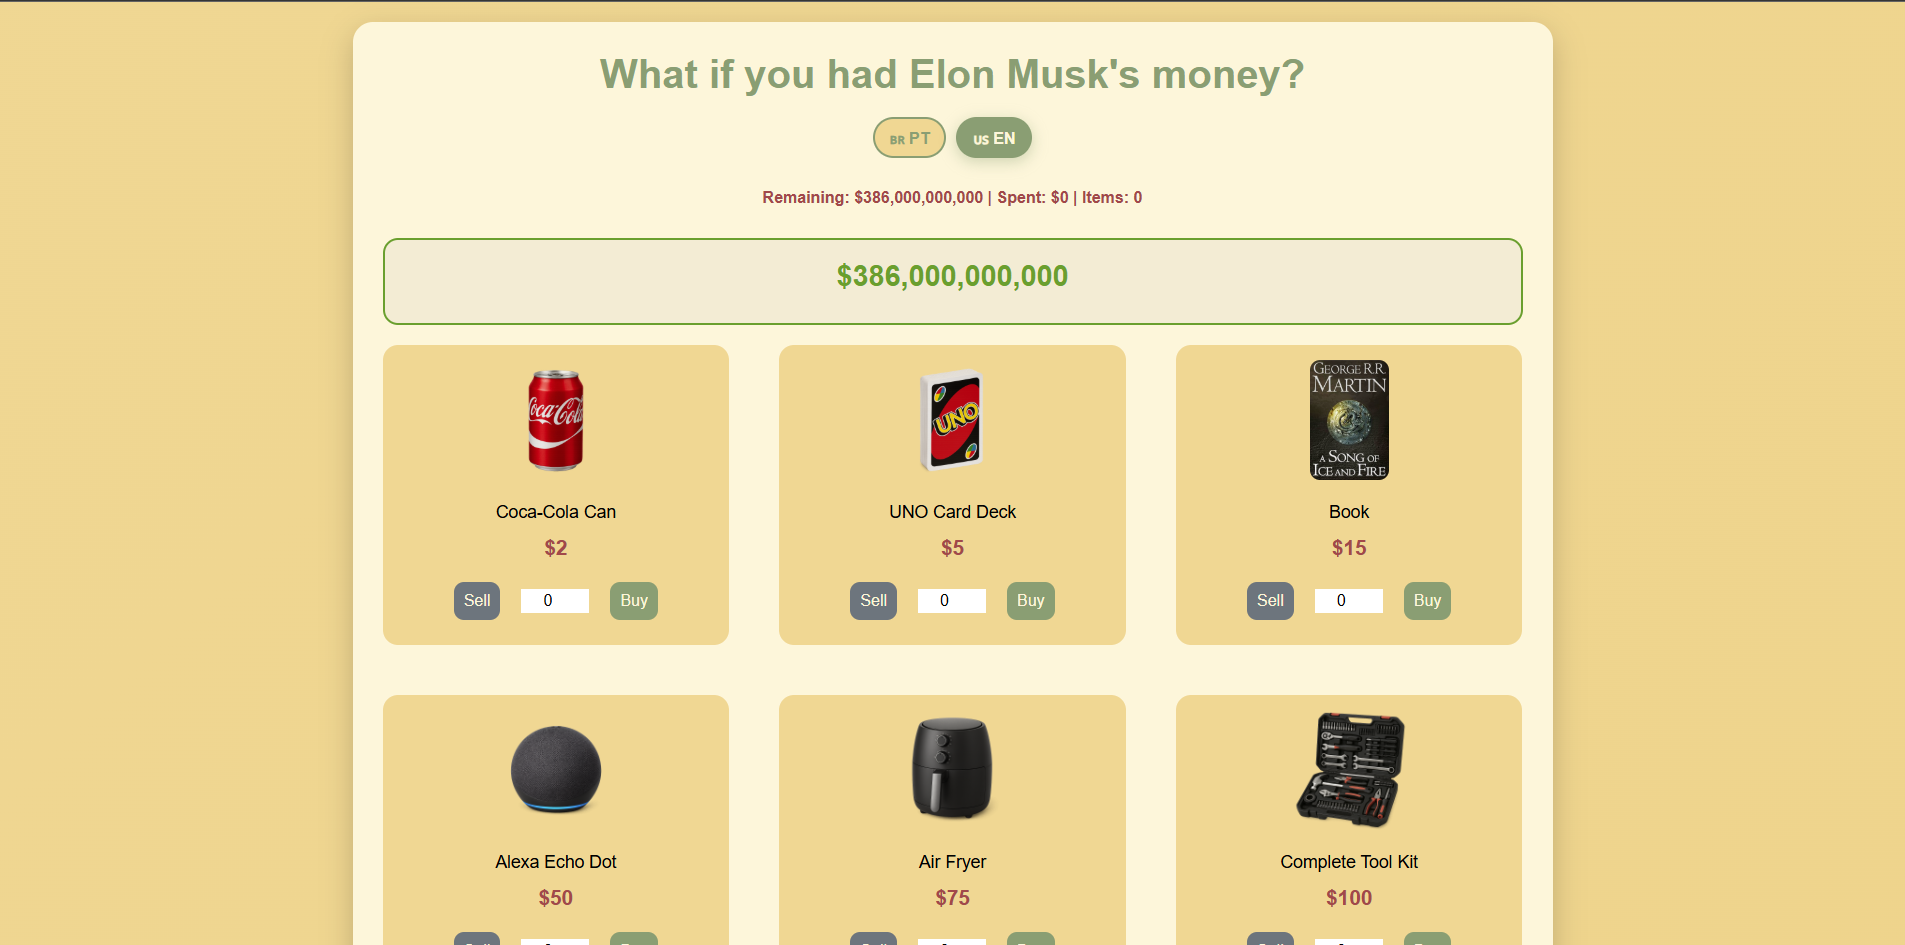 What if you had Elon Musk's money?
BR PT US EN
Remaining: $386,000,000,000 | Spent: $0 | Items: 0
$386,000,000,000
Coca-Cola
UNO
GEORGE R.R.
MARTIN
A SONG OF
ICE AND FIRE
Coca-Cola Can UNO Card Deck Book
$2 $5 $15
Sell 0 Buy Sell 0 Buy Sell 0 Buy
Alexa Echo Dot Air Fryer Complete Tool Kit
$50 $75 $100